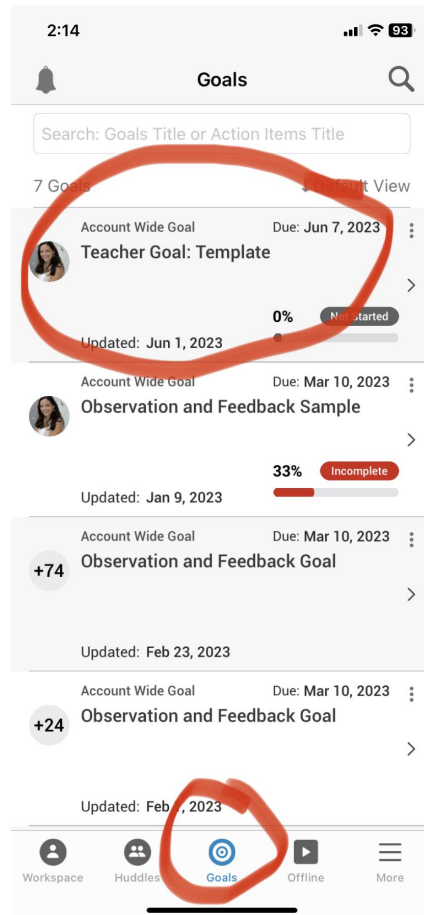 2:14 93
Goals
Search: Goals Title or Action Items Title
7 Goals Default View
Account Wide Goal Due: Jun 7, 2023
Teacher Goal: Template
0% Not Started
Updated: Jun 1, 2023
Account Wide Goal Due: Mar 10, 2023
Observation and Feedback Sample
33% Incomplete
Updated: Jan 9, 2023
Account Wide Goal Due: Mar 10, 2023
+74 Observation and Feedback Goal
Updated: Feb 23, 2023
Account Wide Goal Due: Mar 10, 2023
+24 Observation and Feedback Goal
Updated: Feb , 2023
Workspace Huddles Goals Offline More